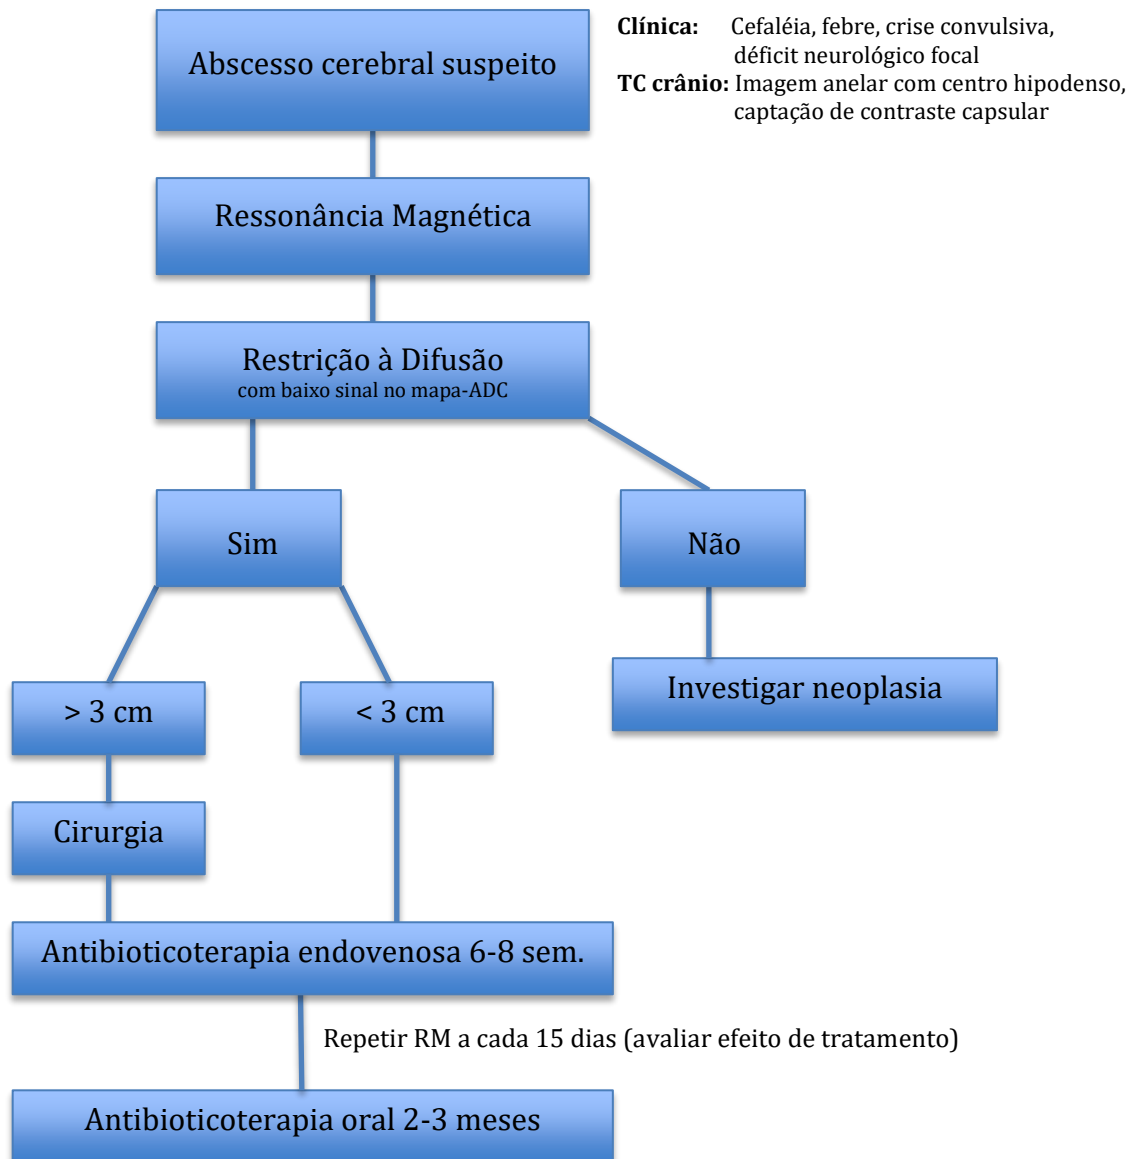 Abscesso cerebral suspeito
Clínica: Cefaléia, febre, crise convulsiva,
déficit neurológico focal
TC crânio: Imagem anelar com centro hipodenso,
captação de contraste capsular
Ressonância Magnética
Restrição à Difusão
com baixo sinal no mapa-ADC
Sim
Não
> 3 cm
< 3 cm
Investigar neoplasia
Cirurgia
Antibioticoterapia endovenosa 6-8 sem.
Repetir RM a cada 15 dias (avaliar efeito de tratamento)
Antibioticoterapia oral 2-3 meses